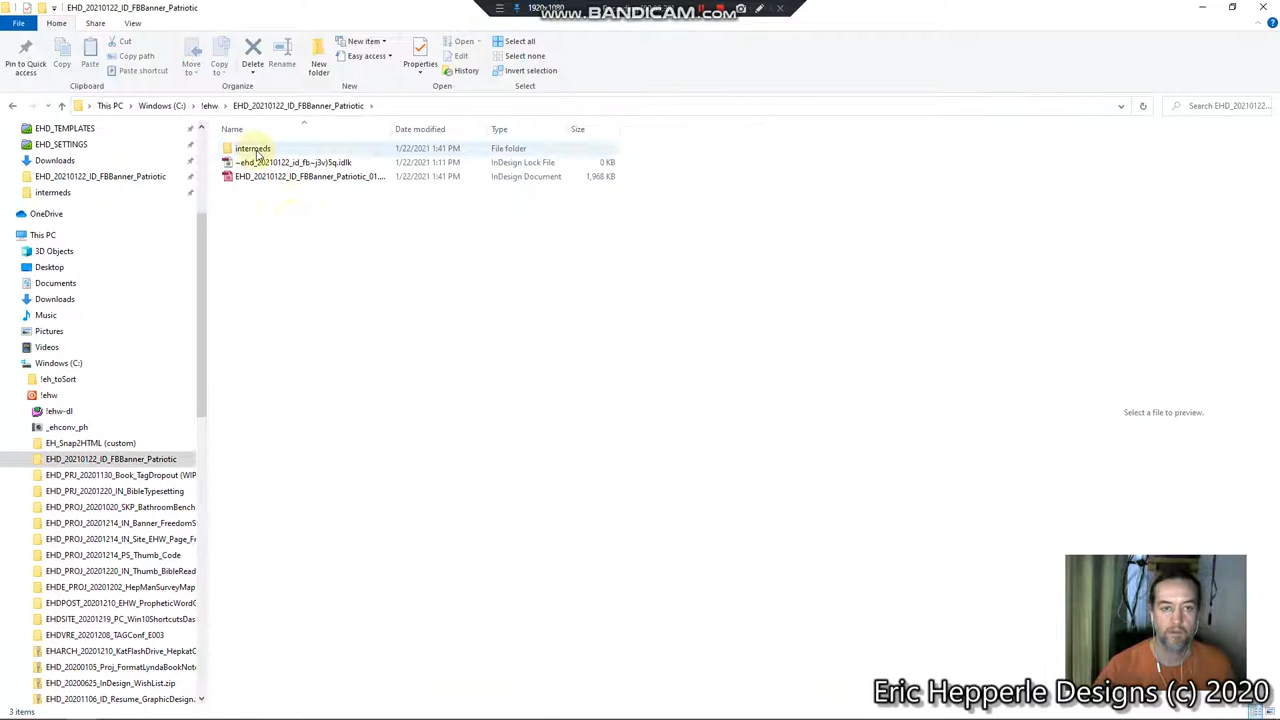 EHD_20210122_ID_FBBanner_Patriotic
1920x1080
www.BANDICAM.com
File
Home
Share
View
Pin to Quick access
Copy
Paste
Cut
Copy path
Paste shortcut
Clipboard
Move to
Copy to
Delete
Rename
Organize
New folder
New item
Easy access
New
Properties
Open
Edit
History
Open
Select all
Select none
Invert selection
Select
This PC > Windows (C:) > !ehw > EHD_20210122_ID_FBBanner_Patriotic >
Search EHD_20210122...
Name Date modified Type Size
intermeds 1/22/2021 1:41 PM File folder
~ehd_20210122_id_fb~j3v)5q.idlk 1/22/2021 1:11 PM InDesign Lock File 0 KB
EHD_20210122_ID_FBBanner_Patriotic_01.... 1/22/2021 1:41 PM InDesign Document 1,968 KB
EHD_TEMPLATES
EHD_SETTINGS
Downloads
EHD_20210122_ID_FBBanner_Patriotic
intermeds
OneDrive
This PC
3D Objects
Desktop
Documents
Downloads
Music
Pictures
Videos
Windows (C:)
!eh_toSort
!ehw
!ehw-dl
_ehconv_ph
EH_Snap2HTML (custom)
EHD_20210122_ID_FBBanner_Patriotic
EHD_PRJ_20201130_Book_TagDropout (WIP
EHD_PRJ_20201220_IN_BibleTypesetting
EHD_PROJ_20201020_SKP_BathroomBench
EHD_PROJ_20201214_IN_Banner_FreedomS
EHD_PROJ_20201214_IN_Site_EHW_Page_Fr
EHD_PROJ_20201214_PS_Thumb_Code
EHD_PROJ_20201220_IN_Thumb_BibleRead
EHDE_PROJ_20201202_HepManSurveyMap
EHDPOST_20201210_EHW_PropheticWordG
EHDSITE_20201219_PC_Win10ShortcutsDas
EHDVRE_20201208_TAGConf_E003
EHARCH_20201210_KatFlashDrive_HepkatC
EHD_20200105_Proj_FormatLyndaBookNote
EHD_20200625_InDesign_WishList.zip
EHD_20201106_ID_Resume_GraphicDesign.
Select a file to preview.
Eric Hepperle Designs (c) 2020
3 items